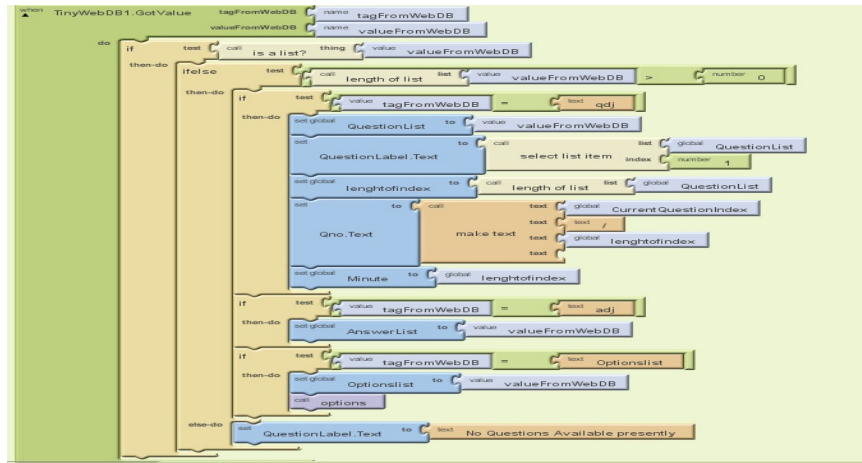 when TinyWebDB1.GotValue tagFromWebDB name tagFromWebDB
valueFromWebDB name valueFromWebDB
do if test call is a list? thing value valueFromWebDB
then-do ifelse test call length of list list value valueFromWebDB > number 0
then-do if test value tagFromWebDB = text qdj
then-do set global QuestionList to value valueFromWebDB
set QuestionLabel.Text to call select list item list global QuestionList
index number 1
set global lenghtofindex to call length of list list global QuestionList
set Qno.Text to call make text text global CurrentQuestionIndex
text text /
text global lenghtofindex
text
set global Minute to global lenghtofindex
if test value tagFromWebDB = text adj
then-do set global AnswerList to value valueFromWebDB
if test value tagFromWebDB = text Optionslist
then-do set global Optionslist to value valueFromWebDB
call options
else-do set QuestionLabel.Text to text No Questions Available presently